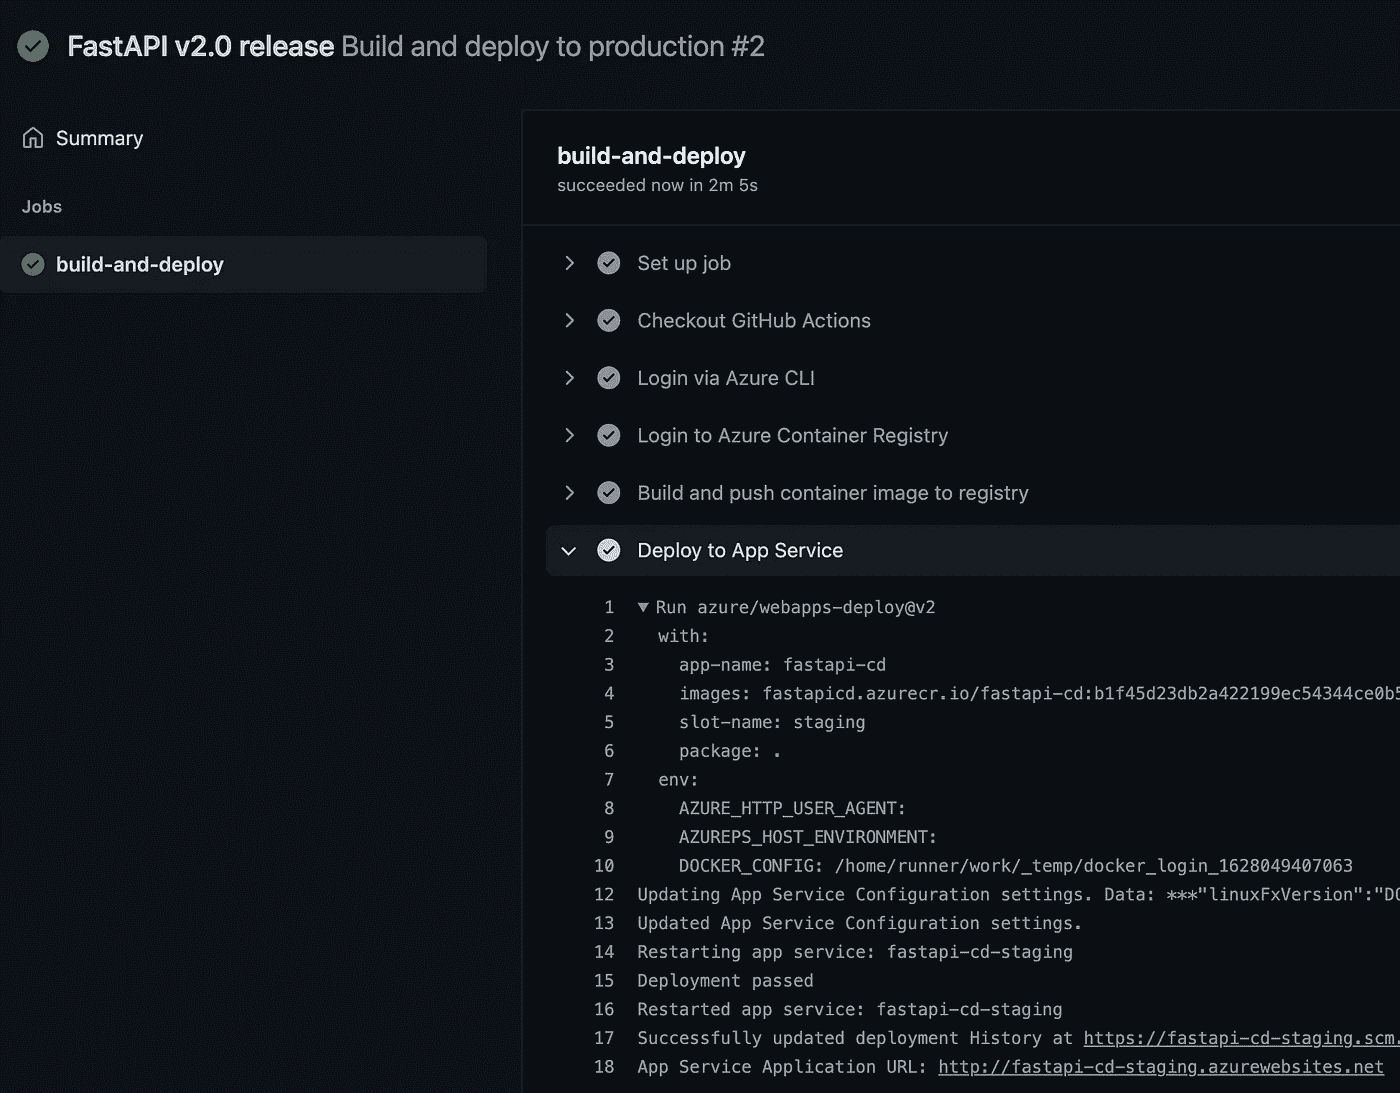 FastAPI v2.0 release Build and deploy to production #2
Summary
Jobs
build-and-deploy
build-and-deploy
succeeded now in 2m 5s
Set up job
Checkout GitHub Actions
Login via Azure CLI
Login to Azure Container Registry
Build and push container image to registry
Deploy to App Service
1 ▼ Run azure/webapps-deploy@v2
2 with:
3 app-name: fastapi-cd
4 images: fastapicd.azurecr.io/fastapi-cd:b1f45d23db2a422199ec54344ce0b5
5 slot-name: staging
6 package: .
7 env:
8 AZURE_HTTP_USER_AGENT:
9 AZUREPS_HOST_ENVIRONMENT:
10 DOCKER_CONFIG: /home/runner/work/_temp/docker_login_1628049407063
12 Updating App Service Configuration settings. Data: ***"linuxFxVersion":"DO
13 Updated App Service Configuration settings.
14 Restarting app service: fastapi-cd-staging
15 Deployment passed
16 Restarted app service: fastapi-cd-staging
17 Successfully updated deployment History at https://fastapi-cd-staging.scm.
18 App Service Application URL: http://fastapi-cd-staging.azurewebsites.net